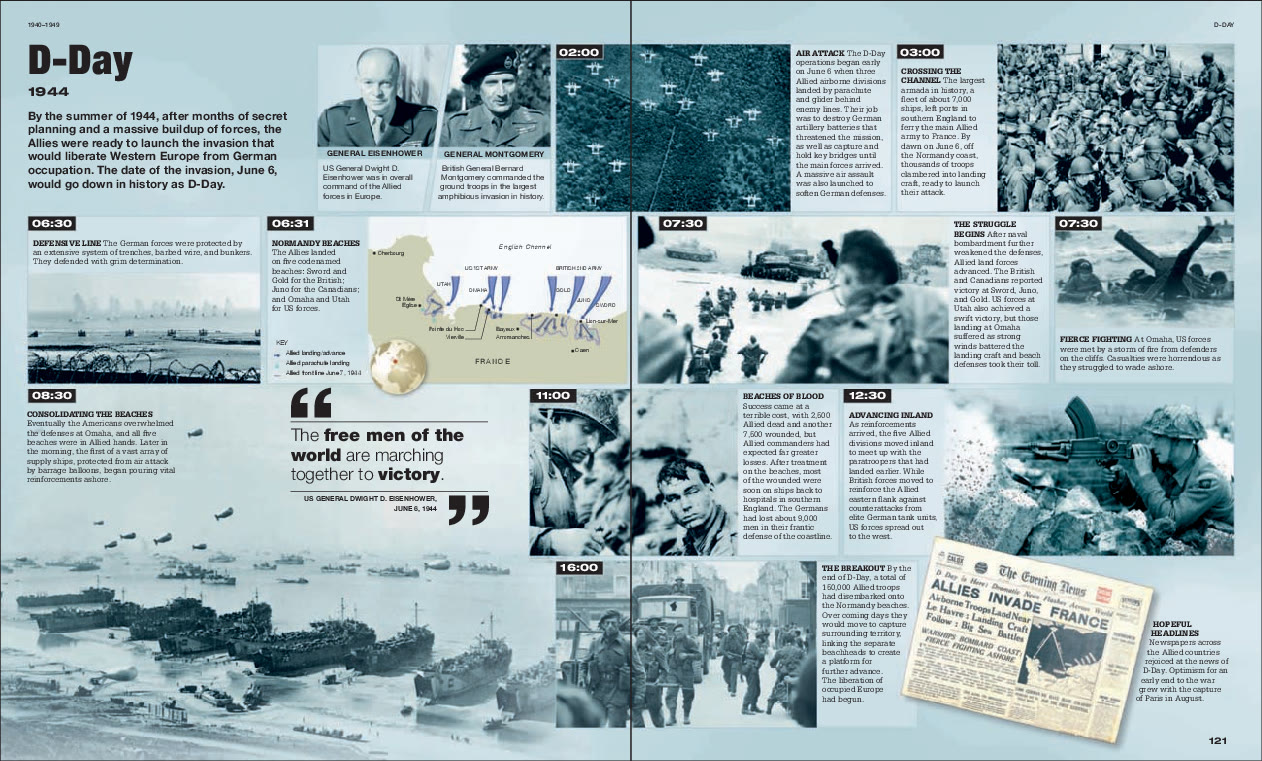 1940–1949
D-DAY
D-Day
1944
By the summer of 1944, after months of secret
planning and a massive buildup of forces, the
Allies were ready to launch the invasion that
would liberate Western Europe from German
occupation. The date of the invasion, June 6,
would go down in history as D-Day.
GENERAL EISENHOWER
US General Dwight D.
Eisenhower was in overall
command of the Allied
forces in Europe.
GENERAL MONTGOMERY
British General Bernard
Montgomery commanded the
ground troops in the largest
amphibious invasion in history.
02:00
AIR ATTACK The D-Day
operations began early
on June 6 when three
Allied airborne divisions
landed by parachute
and glider behind
enemy lines. Their job
was to destroy German
artillery batteries that
threatened the mission,
as well as capture and
hold key bridges until
the main forces arrived.
A massive air assault
was also launched to
soften German defenses.
03:00
CROSSING THE
CHANNEL The largest
armada in history, a
fleet of about 7,000
ships, left ports in
southern England to
ferry the main Allied
army to France. By
dawn on June 6, off
the Normandy coast,
thousands of troops
clambered into landing
craft, ready to launch
their attack.
06:30
DEFENSIVE LINE The German forces were protected by
an extensive system of trenches, barbed wire, and bunkers.
They defended with grim determination.
06:31
NORMANDY BEACHES
The Allies landed
on five codenamed
beaches: Sword and
Gold for the British;
Juno for the Canadians;
and Omaha and Utah
for US forces.
KEY
Allied landing/advance
Allied parachute landing
Allied frontline June 7, 1944
English Channel
Cherbourg
US 1ST ARMY
BRITISH 2ND ARMY
UTAH
OMAHA
GOLD
JUNO
SWORD
St Mère
Église
Pointe du Hoc
Vierville
Bayeux
Arromanches
Lion-sur-Mer
Caen
FRANCE
07:30
THE STRUGGLE
BEGINS After naval
bombardment further
weakened the defenses,
Allied land forces
advanced. The British
and Canadians reported
victory at Sword, Juno,
and Gold. US forces at
Utah also achieved a
swift victory, but those
landing at Omaha
suffered as strong
winds battered the
landing craft and beach
defenses took their toll.
07:30
FIERCE FIGHTING At Omaha, US forces
were met by a storm of fire from defenders
on the cliffs. Casualties were horrendous as
they struggled to wade ashore.
08:30
CONSOLIDATING THE BEACHES
Eventually the Americans overwhelmed
the defenses at Omaha, and all five
beaches were in Allied hands. Later in
the morning, the first of a vast array of
supply ships, protected from air attack
by barrage balloons, began pouring vital
reinforcements ashore.
“
The free men of the
world are marching
together to victory.
US GENERAL DWIGHT D. EISENHOWER,
JUNE 6, 1944
”
11:00
BEACHES OF BLOOD
Success came at a
terrible cost, with 2,500
Allied dead and another
7,500 wounded, but
Allied commanders had
expected far greater
losses. After treatment
on the beaches, most
of the wounded were
soon on ships back to
hospitals in southern
England. The Germans
had lost about 9,000
men in their frantic
defense of the coastline.
12:30
ADVANCING INLAND
As reinforcements
arrived, the five Allied
divisions moved inland
to meet up with the
paratroopers that had
landed earlier. While
British forces moved to
reinforce the Allied
eastern flank against
counterattacks from
elite German tank units,
US forces spread out
to the west.
16:00
THE BREAKOUT By the
end of D-Day, a total of
150,000 Allied troops
had disembarked onto
the Normandy beaches.
Over coming days they
would move to capture
surrounding territory,
linking the separate
beachheads to create
a platform for
further advance.
The liberation of
occupied Europe
had begun.
The Evening News
D Day is Here: Dramatic News Flashes Across World
ALLIES INVADE FRANCE
Airborne Troops Land Near
Le Havre: Landing Craft
Follow: Big Sea Battles
WARSHIPS BOMBARD COAST:
FIERCE FIGHTING ASHORE
HOPEFUL
HEADLINES
Newspapers across
the Allied countries
rejoiced at the news of
D-Day. Optimism for an
early end to the war
grew with the capture
of Paris in August.
121